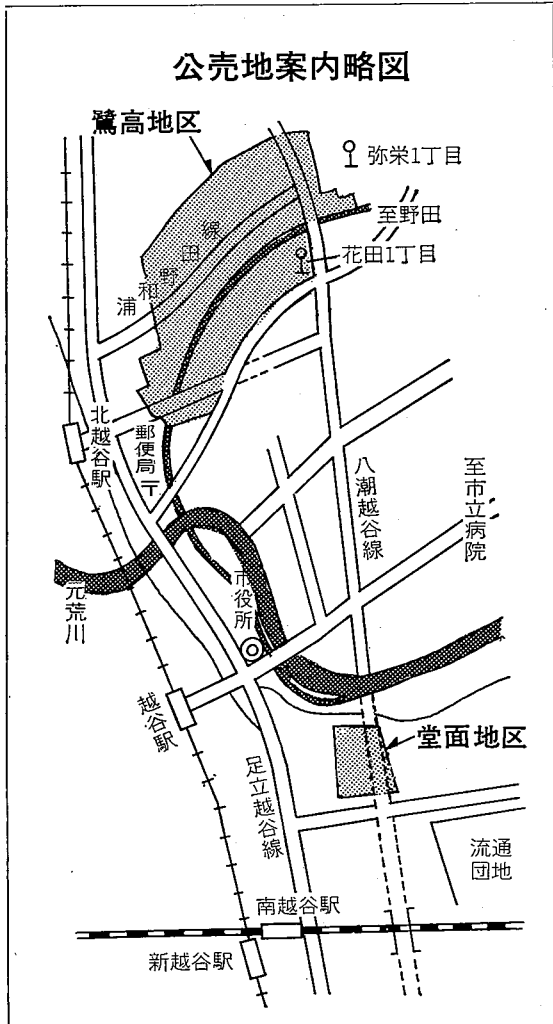 公売地案内略図
鷺高地区
弥栄1丁目
至野田
花田1丁目
浦和野田線
北越谷駅
郵便局
〒
八潮越谷線
至市立病院
元荒川
市役所
越谷駅
堂面地区
足立越谷線
流通
団地
南越谷駅
新越谷駅